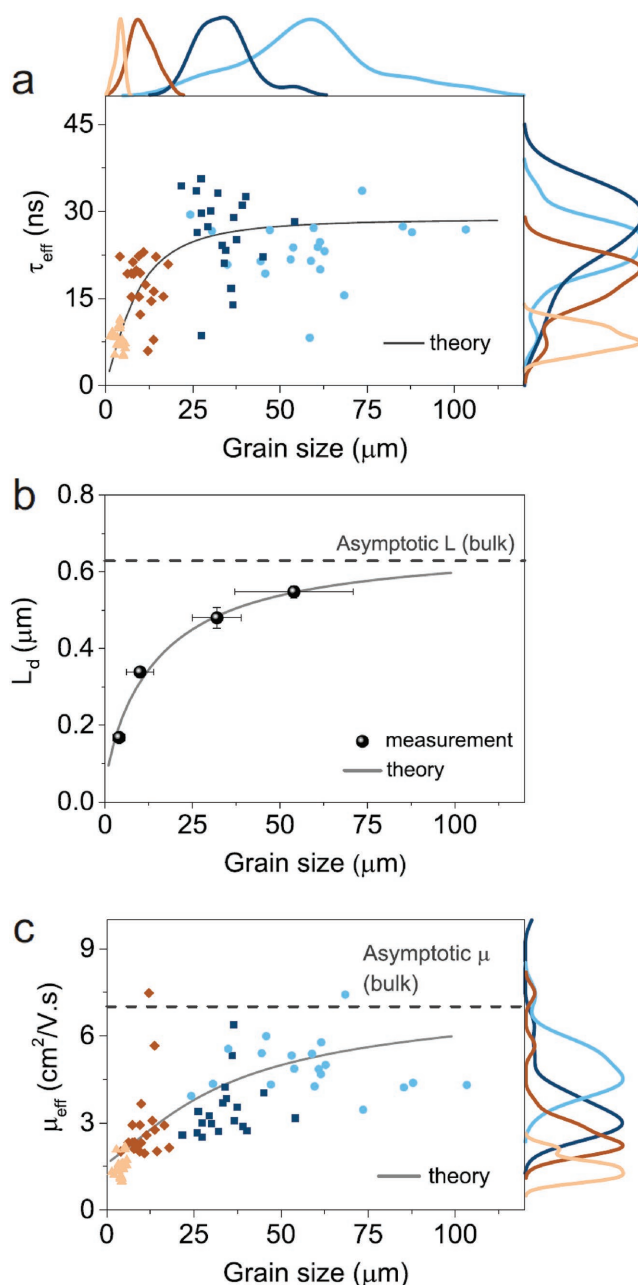 a
45
30
15
0
τeff (ns)
theory
0 25 50 75 100
Grain size (μm)
b
0.8
0.6
0.4
0.2
0.0
Ld (μm)
Asymptotic L (bulk)
measurement
theory
0 25 50 75 100
Grain size (μm)
c
9
6
3
0
μeff (cm²/V.s)
Asymptotic μ
(bulk)
theory
0 25 50 75 100
Grain size (μm)